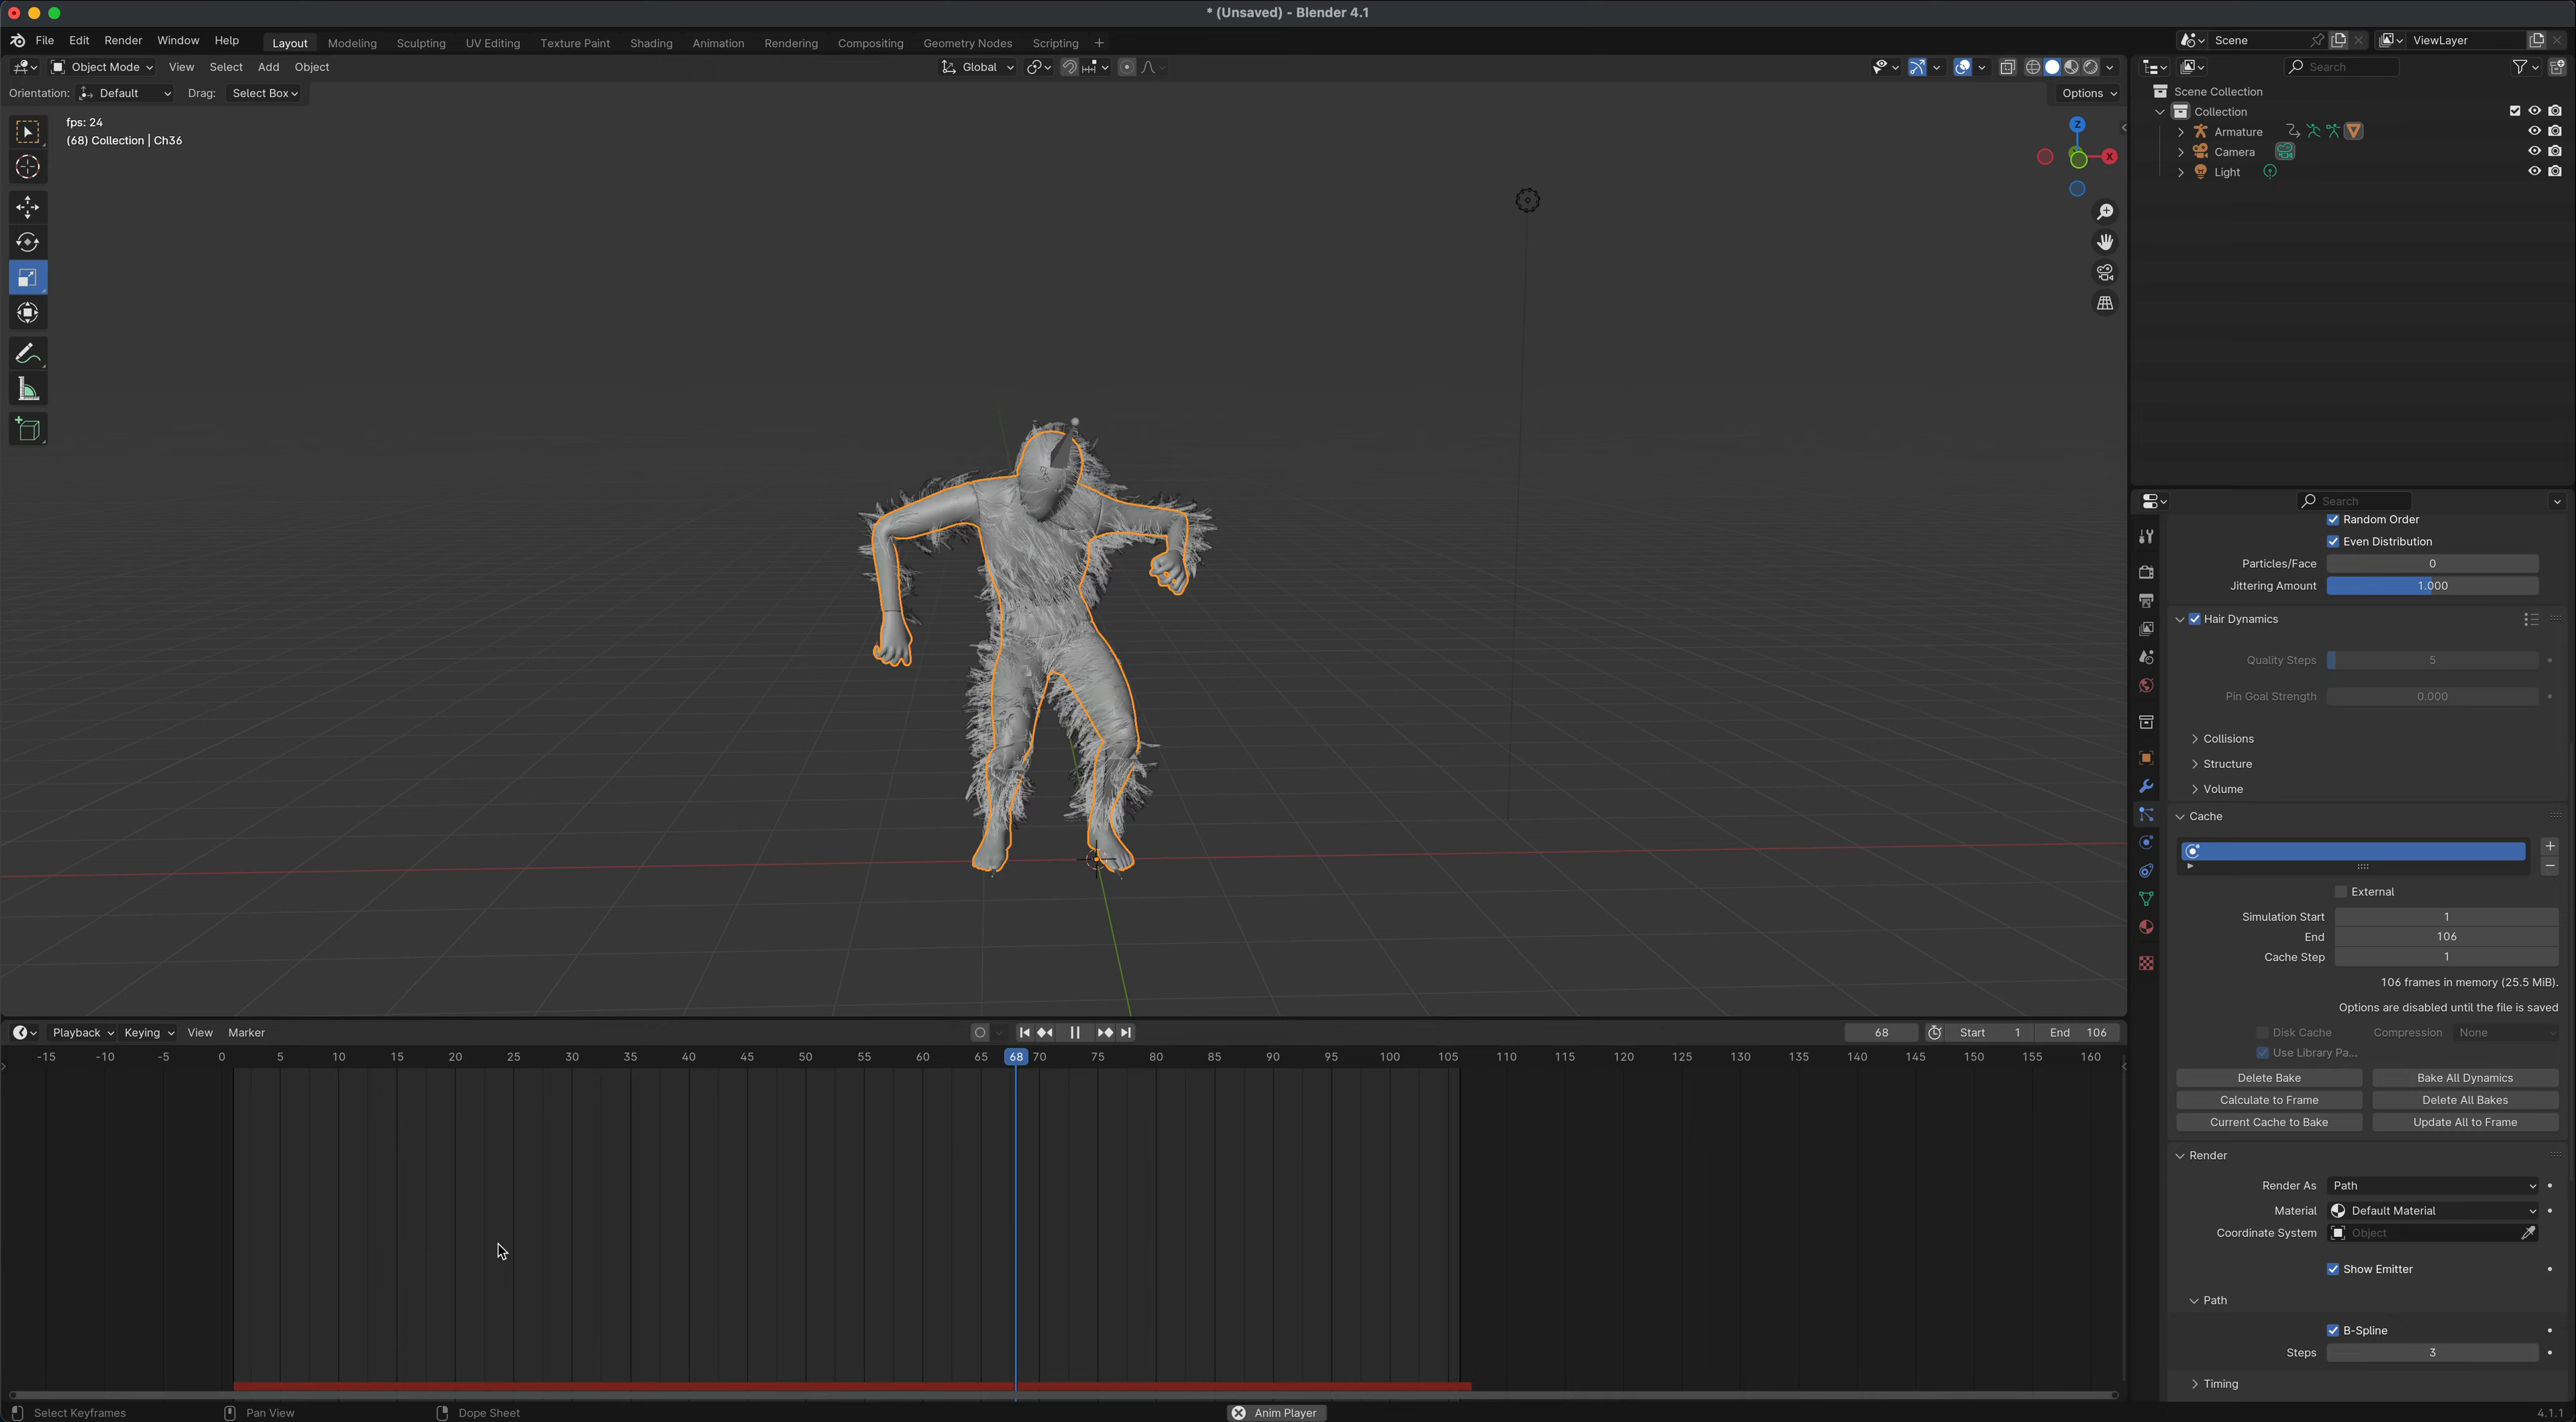 * (Unsaved) - Blender 4.1
File Edit Render Window Help Layout Modeling Sculpting UV Editing Texture Paint Shading Animation Rendering Compositing Geometry Nodes Scripting + Scene ViewLayer
Object Mode View Select Add Object Global Search
Orientation: Default Drag: Select Box Options
fps: 24
(68) Collection | Ch36
Z
X
Scene Collection
Collection
Armature
Camera
Light
Search
Random Order
Even Distribution
Particles/Face 0
Jittering Amount 1.000
Hair Dynamics
Quality Steps 5
Pin Goal Strength 0.000
Collisions
Structure
Volume
Cache
External
Simulation Start 1
End 106
Cache Step 1
106 frames in memory (25.5 MiB).
Options are disabled until the file is saved
Disk Cache Compression None
Use Library Pa...
Delete Bake Bake All Dynamics
Calculate to Frame Delete All Bakes
Current Cache to Bake Update All to Frame
Render
Render As Path
Material Default Material
Coordinate System Object
Show Emitter
Path
B-Spline
Steps 3
Timing
Playback Keying View Marker 68 Start 1 End 106
-15 -10 -5 0 5 10 15 20 25 30 35 40 45 50 55 60 65 68 70 75 80 85 90 95 100 105 110 115 120 125 130 135 140 145 150 155 160
Select Keyframes Pan View Dope Sheet Anim Player 4.1.1